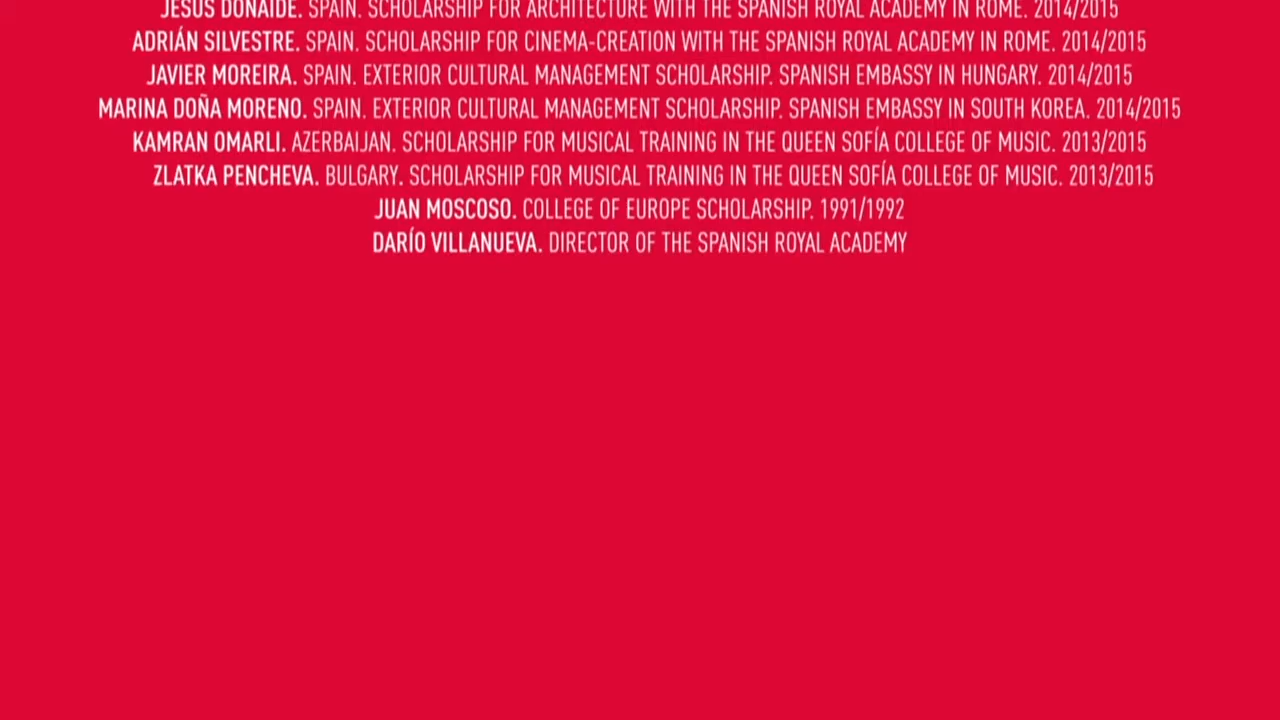 JESÚS DONAIDE. SPAIN. SCHOLARSHIP FOR ARCHITECTURE WITH THE SPANISH ROYAL ACADEMY IN ROME. 2014/2015
ADRIÁN SILVESTRE. SPAIN. SCHOLARSHIP FOR CINEMA-CREATION WITH THE SPANISH ROYAL ACADEMY IN ROME. 2014/2015
JAVIER MOREIRA. SPAIN. EXTERIOR CULTURAL MANAGEMENT SCHOLARSHIP. SPANISH EMBASSY IN HUNGARY. 2014/2015
MARINA DOÑA MORENO. SPAIN. EXTERIOR CULTURAL MANAGEMENT SCHOLARSHIP. SPANISH EMBASSY IN SOUTH KOREA. 2014/2015
KAMRAN OMARLI. AZERBAIJAN. SCHOLARSHIP FOR MUSICAL TRAINING IN THE QUEEN SOFÍA COLLEGE OF MUSIC. 2013/2015
ZLATKA PENCHEVA. BULGARY. SCHOLARSHIP FOR MUSICAL TRAINING IN THE QUEEN SOFÍA COLLEGE OF MUSIC. 2013/2015
JUAN MOSCOSO. COLLEGE OF EUROPE SCHOLARSHIP. 1991/1992
DARÍO VILLANUEVA. DIRECTOR OF THE SPANISH ROYAL ACADEMY